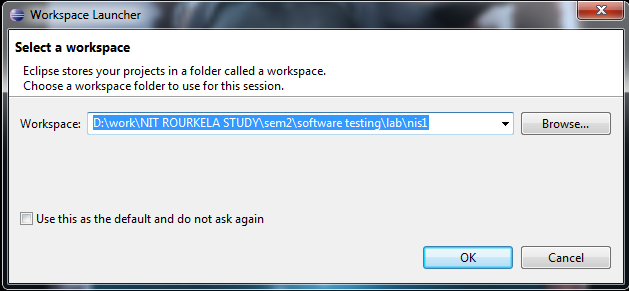 Workspace Launcher
Select a workspace
Eclipse stores your projects in a folder called a workspace.
Choose a workspace folder to use for this session.
Workspace: D:\work\NIT ROURKELA STUDY\sem2\software testing\lab\nis1 Browse...
Use this as the default and do not ask again
OK Cancel